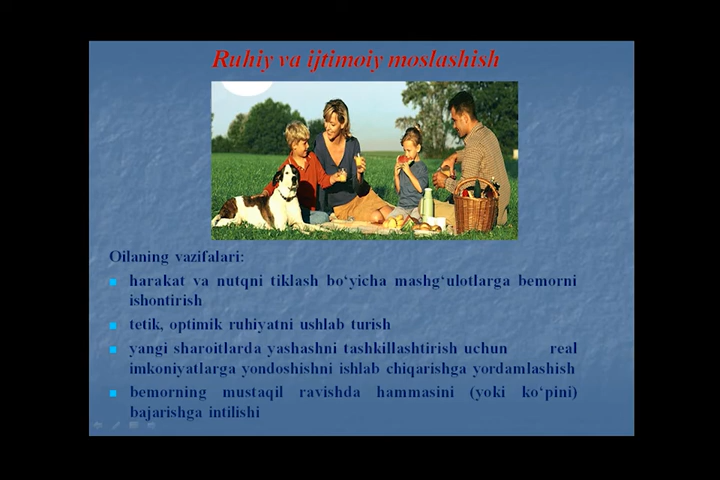 Ruhiy va ijtimoiy moslashish
Oilaning vazifalari:
harakat va nutqni tiklash bo‘yicha mashg‘ulotlarga bemorni
ishontirish
tetik, optimik ruhiyatni ushlab turish
yangi sharoitlarda yashashni tashkillashtirish uchun real
imkoniyatlarga yondoshishni ishlab chiqarishga yordamlashish
bemorning mustaqil ravishda hammasini (yoki ko‘pini)
bajarishga intilishi